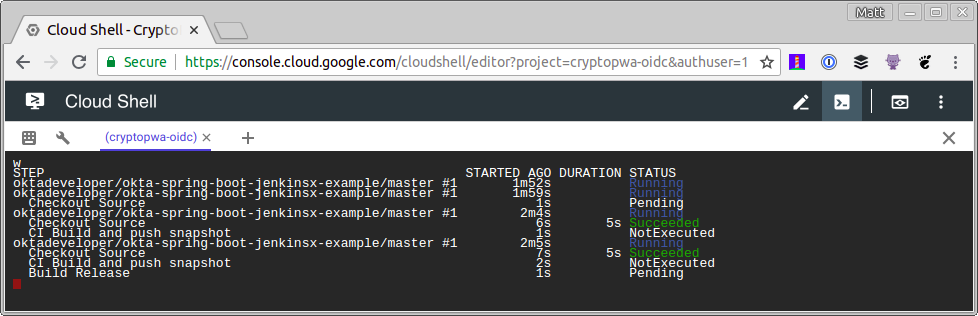 Matt
Cloud Shell - Crypto
Secure https://console.cloud.google.com/cloudshell/editor?project=cryptopwa-oidc&authuser=1
Cloud Shell
(cryptopwa-oidc)
w
STEP STARTED AGO DURATION STATUS
oktadeveloper/okta-spring-boot-jenkinsx-example/master #1 1m52s Running
oktadeveloper/okta-spring-boot-jenkinsx-example/master #1 1m59s Running
Checkout Source 1s Pending
oktadeveloper/okta-spring-boot-jenkinsx-example/master #1 2m4s Running
Checkout Source 6s 5s Succeeded
CI Build and push snapshot 1s NotExecuted
oktadeveloper/okta-spring-boot-jenkinsx-example/master #1 2m5s Running
Checkout Source 7s 5s Succeeded
CI Build and push snapshot 2s NotExecuted
Build Release 1s Pending